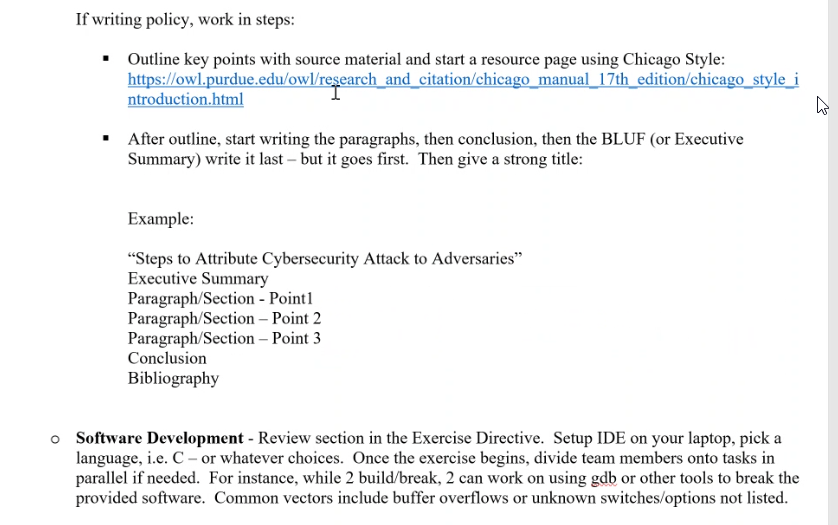 If writing policy, work in steps:
▪ Outline key points with source material and start a resource page using Chicago Style:
https://owl.purdue.edu/owl/research_and_citation/chicago_manual_17th_edition/chicago_style_i
ntroduction.html
▪ After outline, start writing the paragraphs, then conclusion, then the BLUF (or Executive
Summary) write it last – but it goes first.  Then give a strong title:
Example:
“Steps to Attribute Cybersecurity Attack to Adversaries”
Executive Summary
Paragraph/Section - Point1
Paragraph/Section – Point 2
Paragraph/Section – Point 3
Conclusion
Bibliography
o Software Development - Review section in the Exercise Directive.  Setup IDE on your laptop, pick a
language, i.e. C – or whatever choices.  Once the exercise begins, divide team members onto tasks in
parallel if needed.  For instance, while 2 build/break, 2 can work on using gdb or other tools to break the
provided software.  Common vectors include buffer overflows or unknown switches/options not listed.